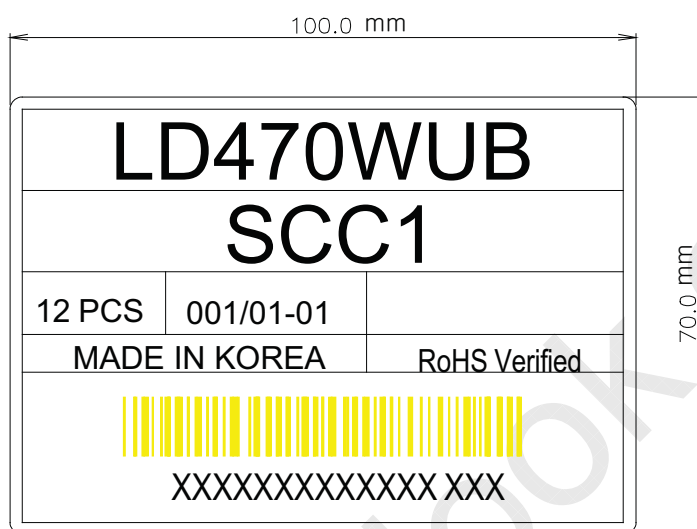 100.0 mm
LD470WUB
SCC1
12 PCS 001/01-01
MADE IN KOREA RoHS Verified
XXXXXXXXXXXXX XXX
70.0 mm